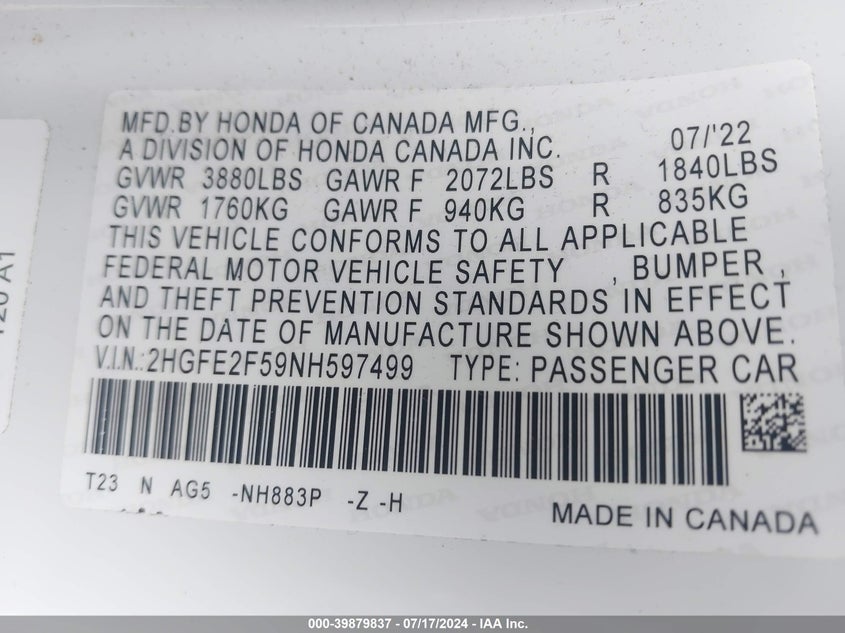 MFD.BY HONDA OF CANADA MFG.,
A DIVISION OF HONDA CANADA INC. 07/'22
GVWR 3880LBS GAWR F 2072LBS R 1840LBS
GVWR 1760KG GAWR F 940KG R 835KG
THIS VEHICLE CONFORMS TO ALL APPLICABLE
FEDERAL MOTOR VEHICLE SAFETY , BUMPER ,
AND THEFT PREVENTION STANDARDS IN EFFECT
ON THE DATE OF MANUFACTURE SHOWN ABOVE.
V.I.N.:2HGFE2F59NH597499 TYPE: PASSENGER CAR
T23 N AG5 -NH883P -Z -H
MADE IN CANADA
120 A1
000-39879837 - 07/17/2024 - IAA Inc.